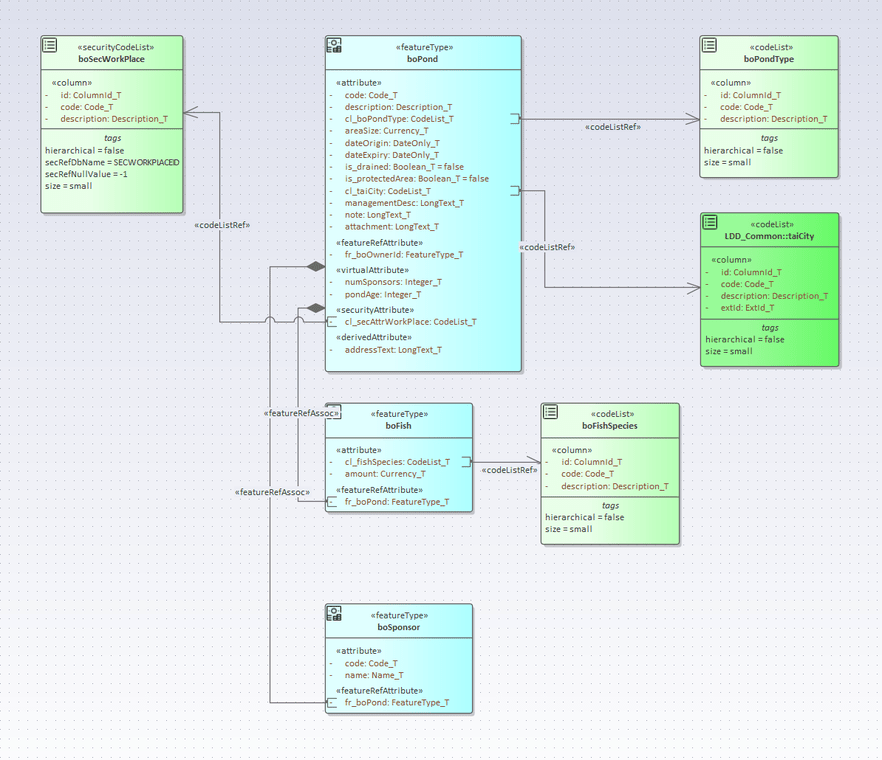 «securityCodeList»
boSecWorkPlace
«column»
- id: ColumnId_T
- code: Code_T
- description: Description_T
tags
hierarchical = false
secRefDbName = SECWORKPLACEID
secRefNullValue = -1
size = small
«featureType»
boPond
«attribute»
- code: Code_T
- description: Description_T
- cl_boPondType: CodeList_T
- areaSize: Currency_T
- dateOrigin: DateOnly_T
- dateExpiry: DateOnly_T
- is_drained: Boolean_T = false
- is_protectedArea: Boolean_T = false
- cl_taiCity: CodeList_T
- managementDesc: LongText_T
- note: LongText_T
- attachment: LongText_T
«featureRefAttribute»
- fr_boOwnerId: FeatureType_T
«virtualAttribute»
- numSponsors: Integer_T
- pondAge: Integer_T
«securityAttribute»
- cl_secAttrWorkPlace: CodeList_T
«derivedAttribute»
- addressText: LongText_T
«codeList»
boPondType
«column»
- id: ColumnId_T
- code: Code_T
- description: Description_T
tags
hierarchical = false
size = small
«codeListRef»
«codeListRef»
«codeListRef»
«codeList»
LDD_Common::taiCity
«column»
- id: ColumnId_T
- code: Code_T
- description: Description_T
- extId: ExtId_T
tags
hierarchical = false
size = small
«featureRefAssoc»
«featureRefAssoc»
«featureType»
boFish
«attribute»
- cl_fishSpecies: CodeList_T
- amount: Currency_T
«featureRefAttribute»
- fr_boPond: FeatureType_T
«codeListRef»
«codeList»
boFishSpecies
«column»
- id: ColumnId_T
- code: Code_T
- description: Description_T
tags
hierarchical = false
size = small
«featureType»
boSponsor
«attribute»
- code: Code_T
- name: Name_T
«featureRefAttribute»
- fr_boPond: FeatureType_T